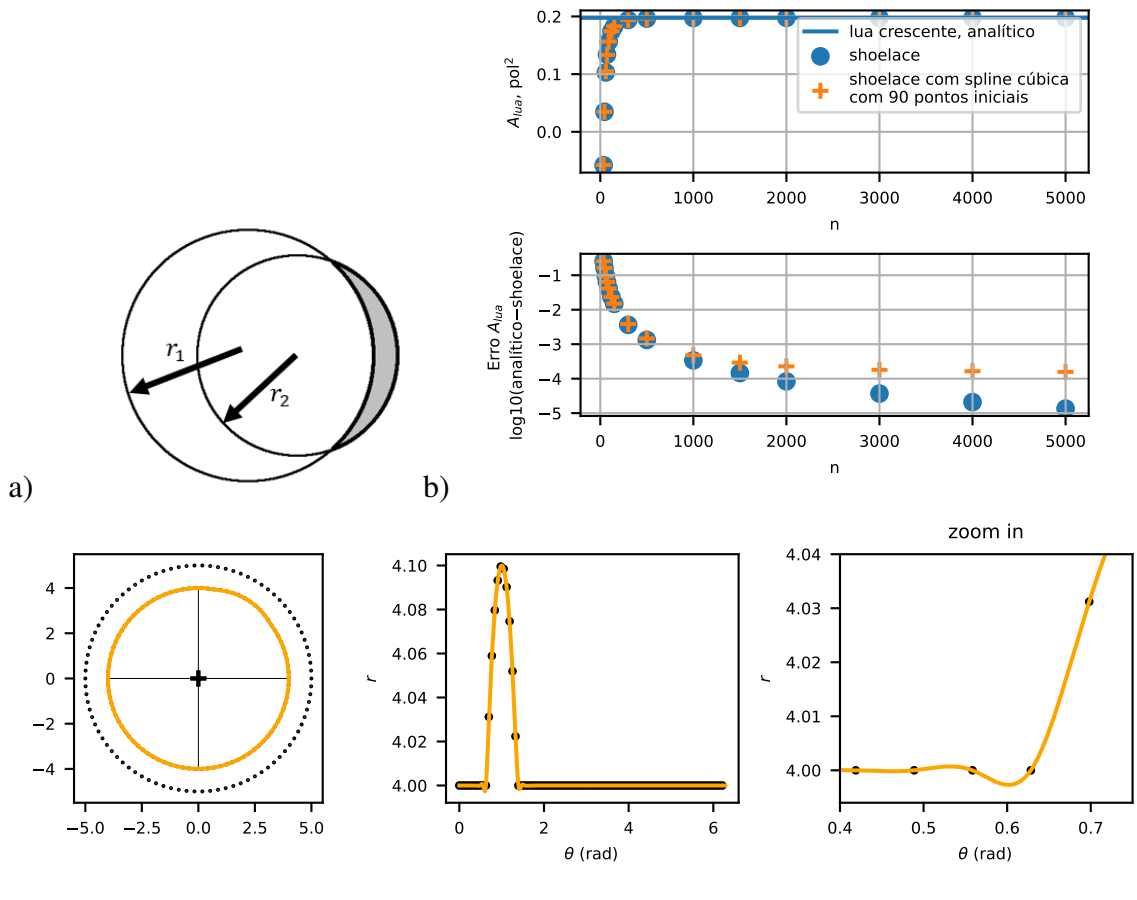 r₁
r₂
a)
0.2
0.1
0.0
A_lua, pol²
lua crescente, analítico
shoelace
shoelace com spline cúbica
com 90 pontos iniciais
0 1000 2000 3000 4000 5000
n
−1
−2
−3
−4
−5
Erro A_lua
log10(analítico−shoelace)
0 1000 2000 3000 4000 5000
n
b)
4
2
0
−2
−4
−5.0 −2.5 0.0 2.5 5.0
4.10
4.08
4.06
4.04
4.02
4.00
r
0 2 4 6
θ (rad)
zoom in
4.04
4.03
4.02
4.01
4.00
r
0.4 0.5 0.6 0.7
θ (rad)